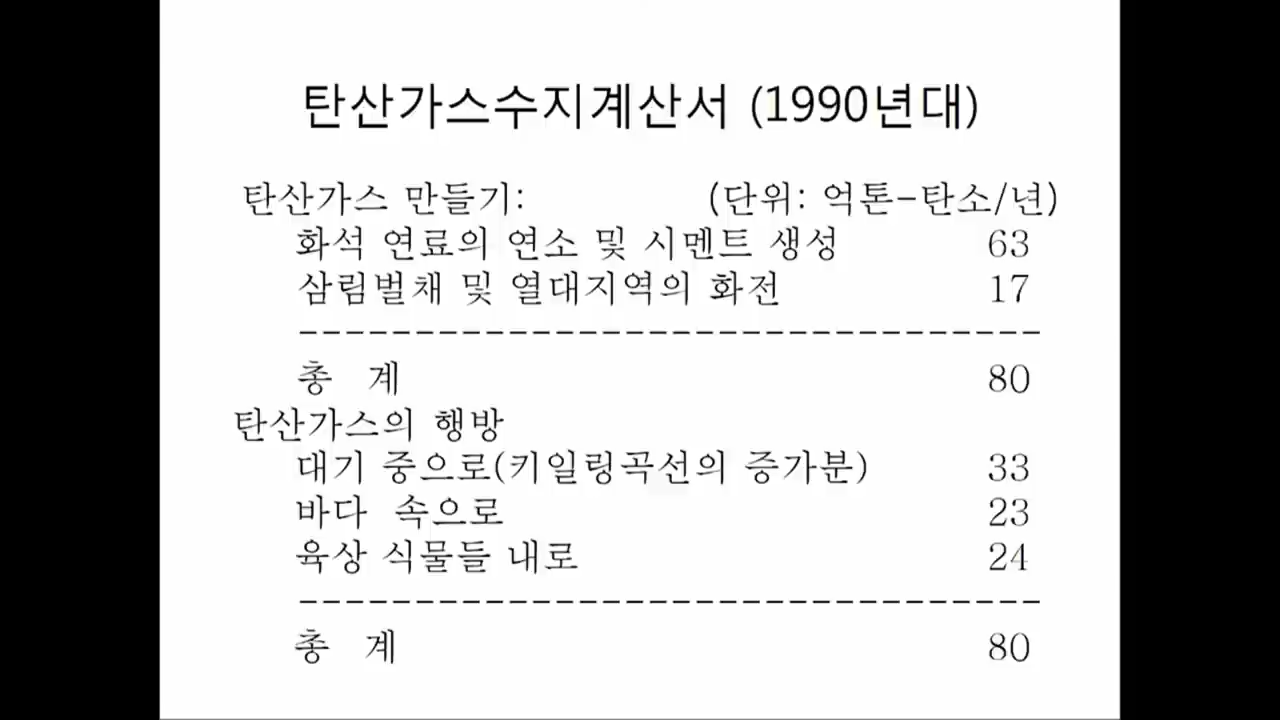 탄산가스수지계산서 (1990년대)
탄산가스 만들기: (단위: 억톤-탄소/년)
화석 연료의 연소 및 시멘트 생성 63
삼림벌채 및 열대지역의 화전 17
--------------------------------
총 계 80
탄산가스의 행방
대기 중으로(키일링곡선의 증가분) 33
바다 속으로 23
육상 식물들 내로 24
--------------------------------
총 계 80